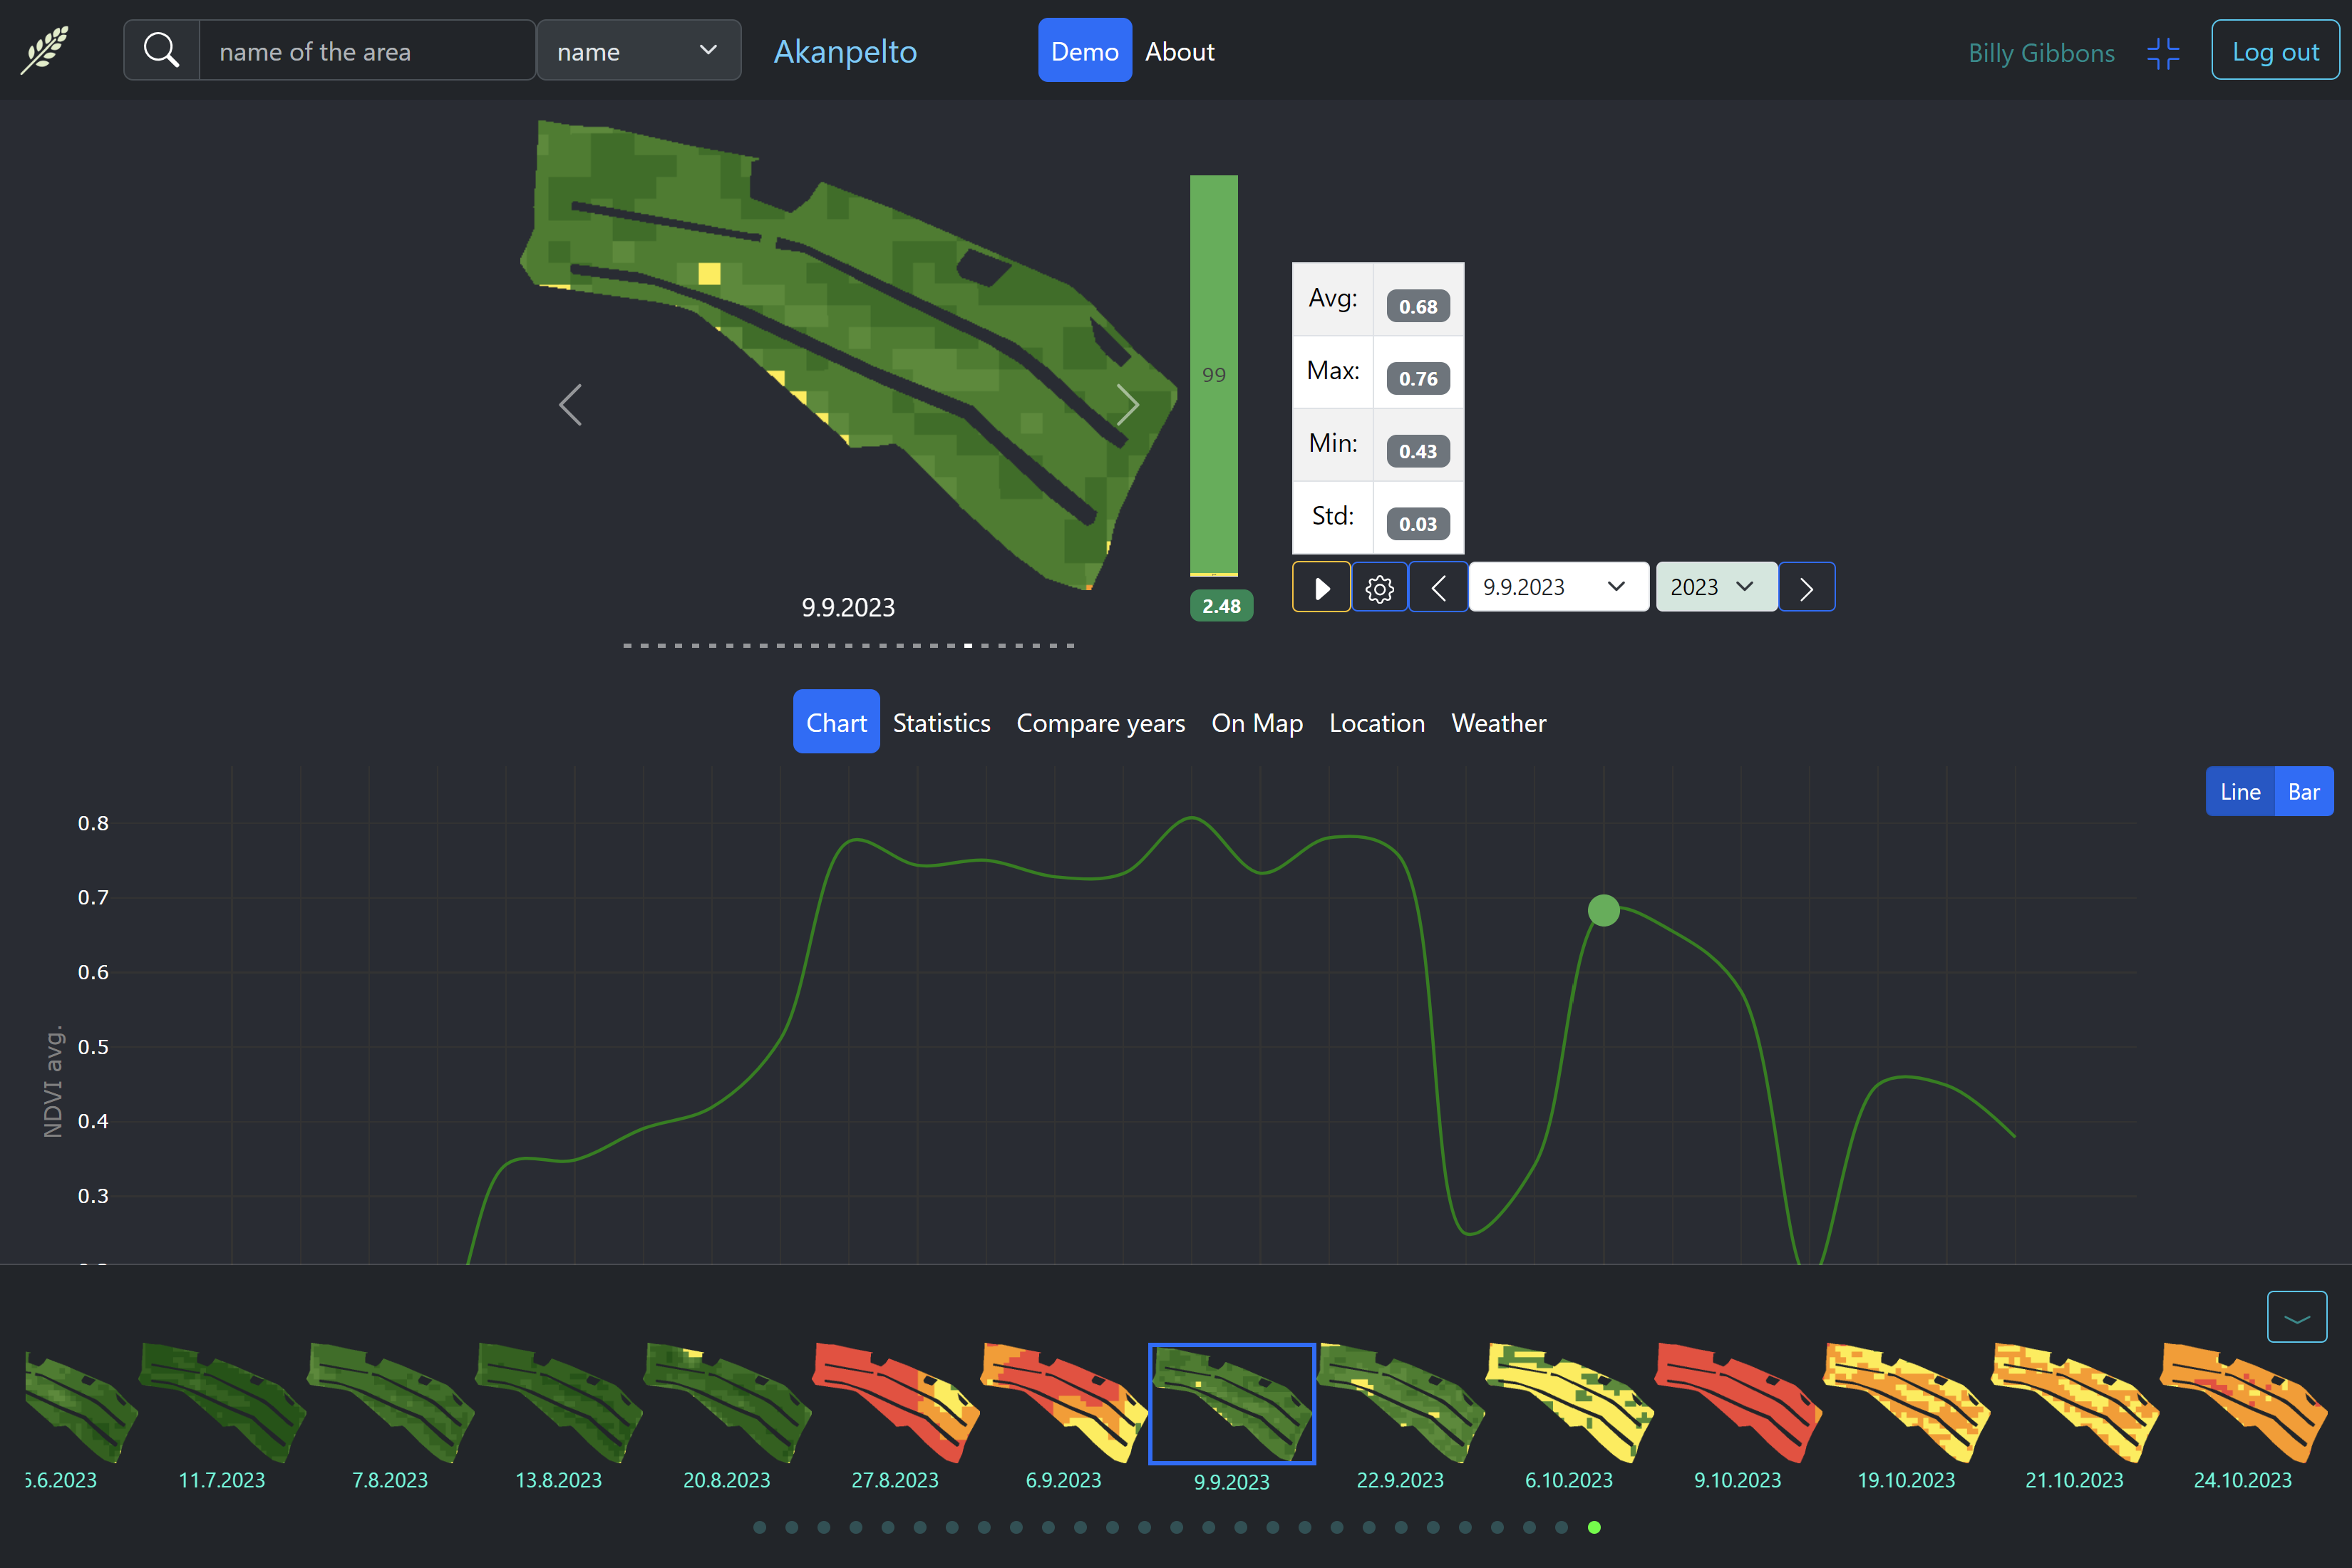 name of the area
name
Akanpelto
Demo
About
Billy Gibbons
Log out
99
Avg: 0.68
Max: 0.76
Min: 0.43
Std: 0.03
9.9.2023
2023
2.48
9.9.2023
Chart
Statistics
Compare years
On Map
Location
Weather
Line
Bar
NDVI avg.
0.8
0.7
0.6
0.5
0.4
0.3
11.7.2023
7.8.2023
13.8.2023
20.8.2023
27.8.2023
6.9.2023
9.9.2023
22.9.2023
6.10.2023
9.10.2023
19.10.2023
21.10.2023
24.10.2023